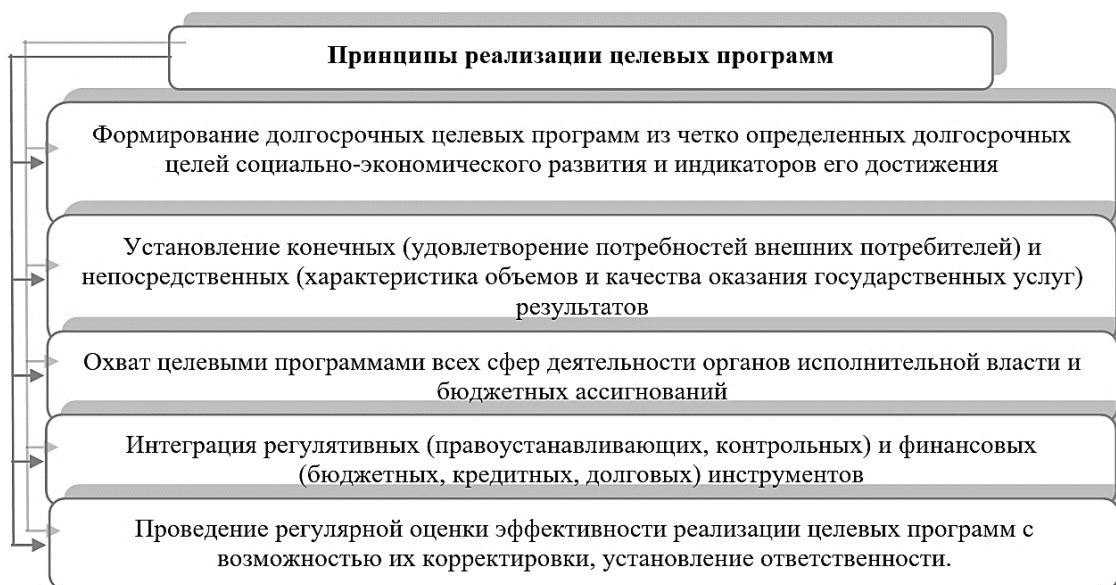 Принципы реализации целевых программ
Формирование долгосрочных целевых программ из четко определенных долгосрочных
целей социально-экономического развития и индикаторов его достижения
Установление конечных (удовлетворение потребностей внешних потребителей) и
непосредственных (характеристика объемов и качества оказания государственных услуг)
результатов
Охват целевыми программами всех сфер деятельности органов исполнительной власти и
бюджетных ассигнований
Интеграция регулятивных (правоустанавливающих, контрольных) и финансовых
(бюджетных, кредитных, долговых) инструментов
Проведение регулярной оценки эффективности реализации целевых программ с
возможностью их корректировки, установление ответственности.